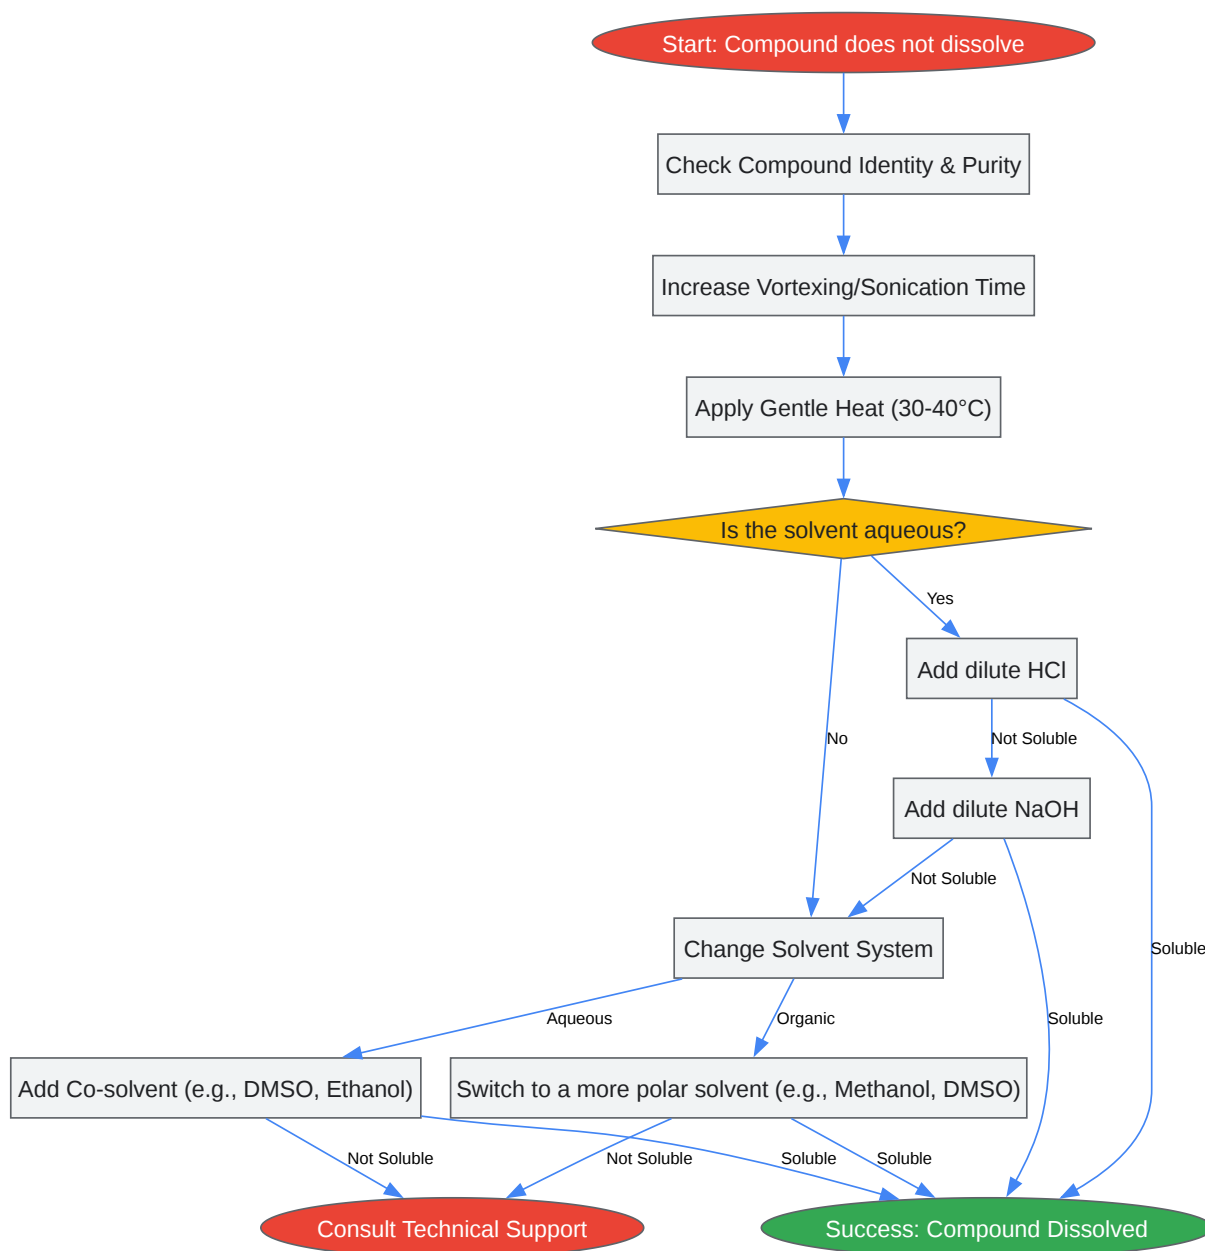 Start: Compound does not dissolve
Check Compound Identity & Purity
Increase Vortexing/Sonication Time
Apply Gentle Heat (30-40°C)
Is the solvent aqueous?
Yes
Add dilute HCl
No
Not Soluble
Add dilute NaOH
Not Soluble
Change Solvent System
Soluble
Aqueous
Organic
Soluble
Add Co-solvent (e.g., DMSO, Ethanol)
Switch to a more polar solvent (e.g., Methanol, DMSO)
Not Soluble
Not Soluble
Soluble
Soluble
Consult Technical Support
Success: Compound Dissolved